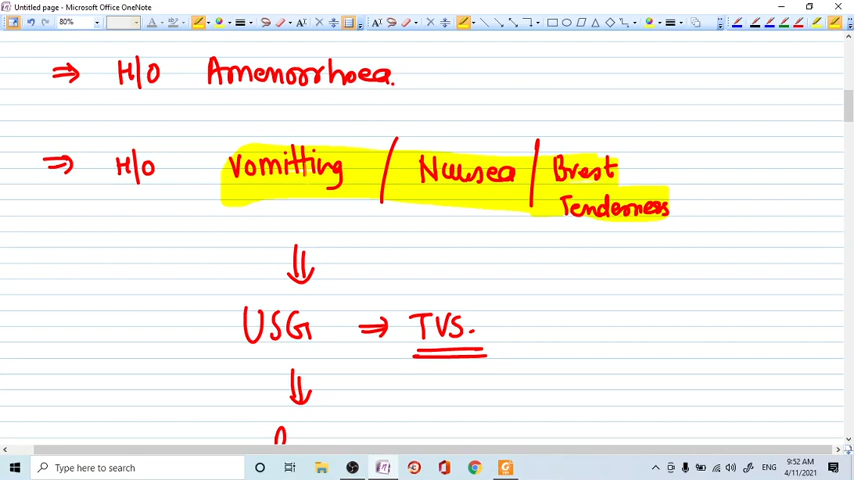 Untitled page - Microsoft Office OneNote
80%
⇒ H/O Amenorrhoea.
⇒ H/O Vomitting / Nausea / Brest
Tenderness
⇓
USG ⇒ TVS.
⇓
Type here to search
ENG
9:52 AM
4/11/2021